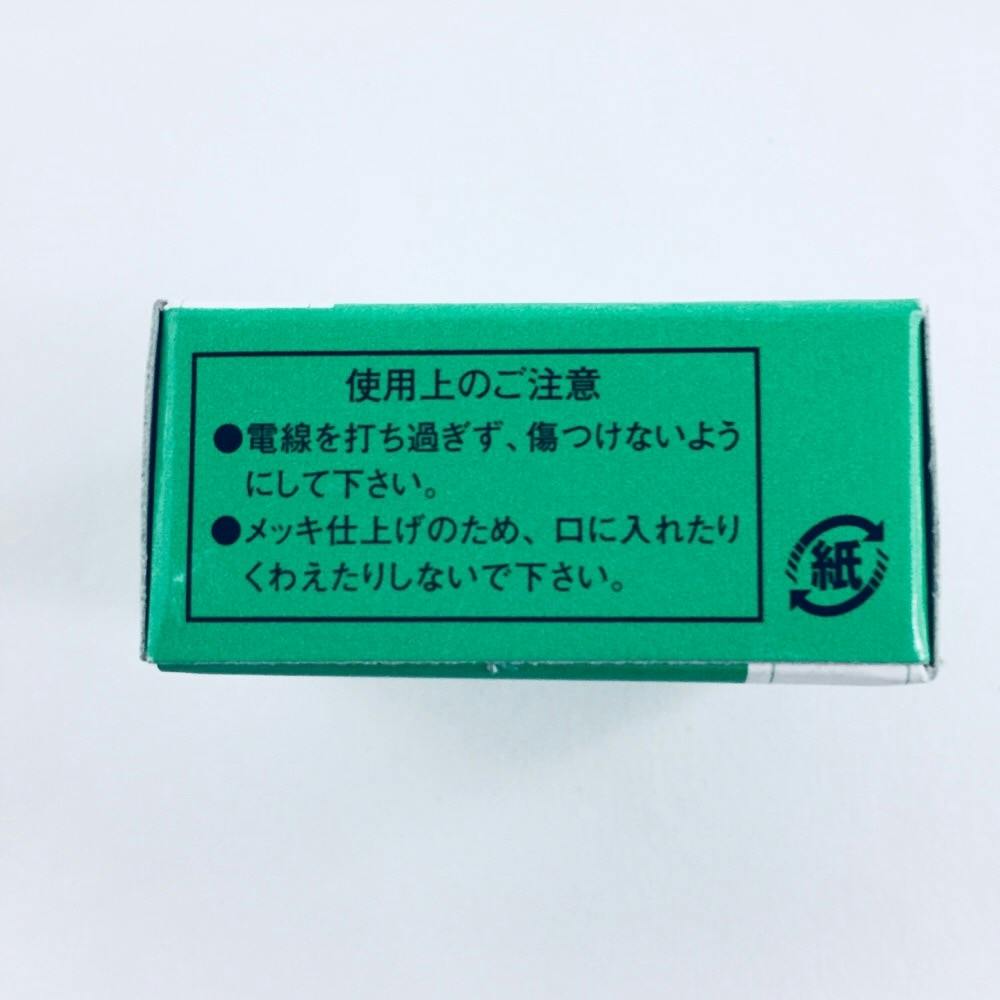 使用上のご注意
●電線を打ち過ぎず、傷つけないよう
にして下さい。
●メッキ仕上げのため、口に入れたり
くわえたりしないで下さい。
紙